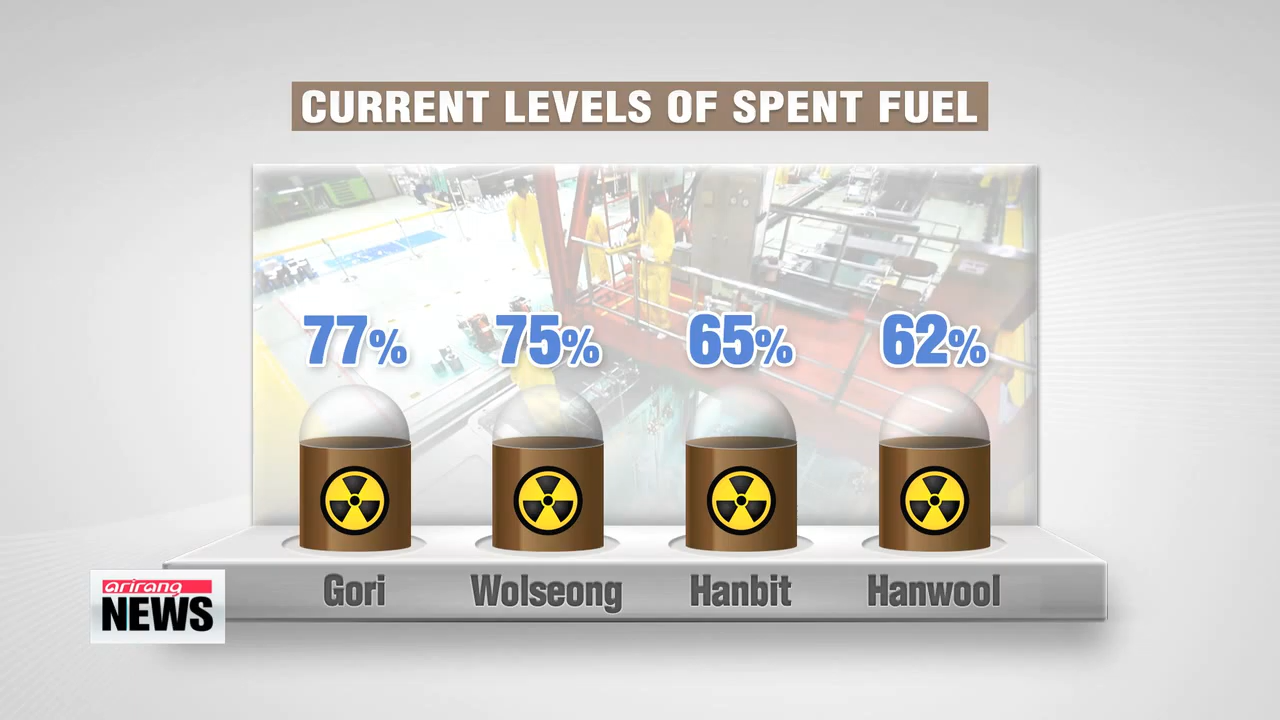 CURRENT LEVELS OF SPENT FUEL
77% 75% 65% 62%
Gori Wolseong Hanbit Hanwool
arirang
NEWS